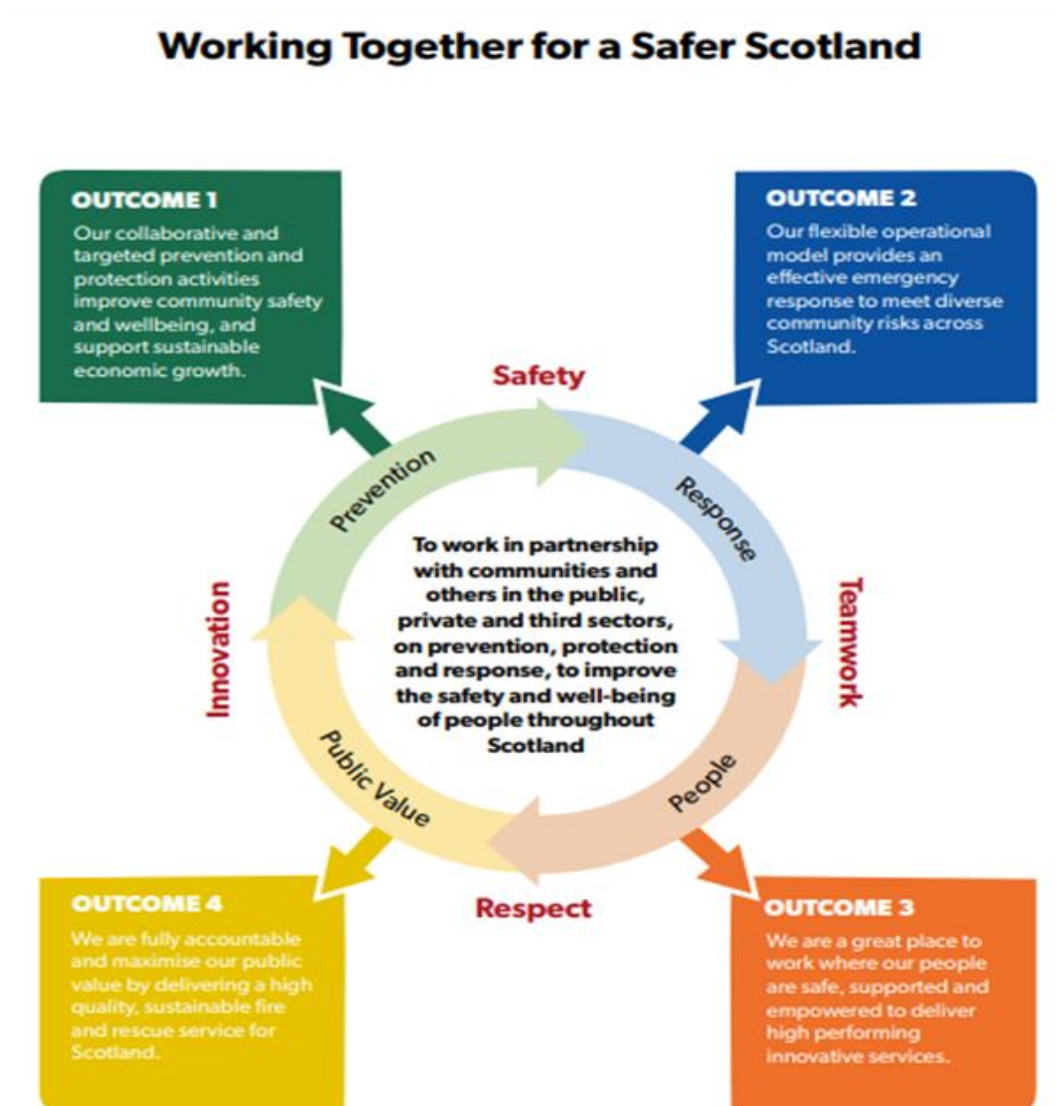 Working Together for a Safer Scotland
OUTCOME 1
Our collaborative and
targeted prevention and
protection activities
improve community safety
and wellbeing, and
support sustainable
economic growth.
OUTCOME 2
Our flexible operational
model provides an
effective emergency
response to meet diverse
community risks across
Scotland.
Safety
Prevention
Response
To work in partnership
with communities and
others in the public,
private and third sectors,
on prevention, protection
and response, to improve
the safety and well-being
of people throughout
Scotland
Innovation
Teamwork
Public Value
People
Respect
OUTCOME 4
We are fully accountable
and maximise our public
value by delivering a high
quality, sustainable fire
and rescue service for
Scotland.
OUTCOME 3
We are a great place to
work where our people
are safe, supported and
empowered to deliver
high performing
innovative services.